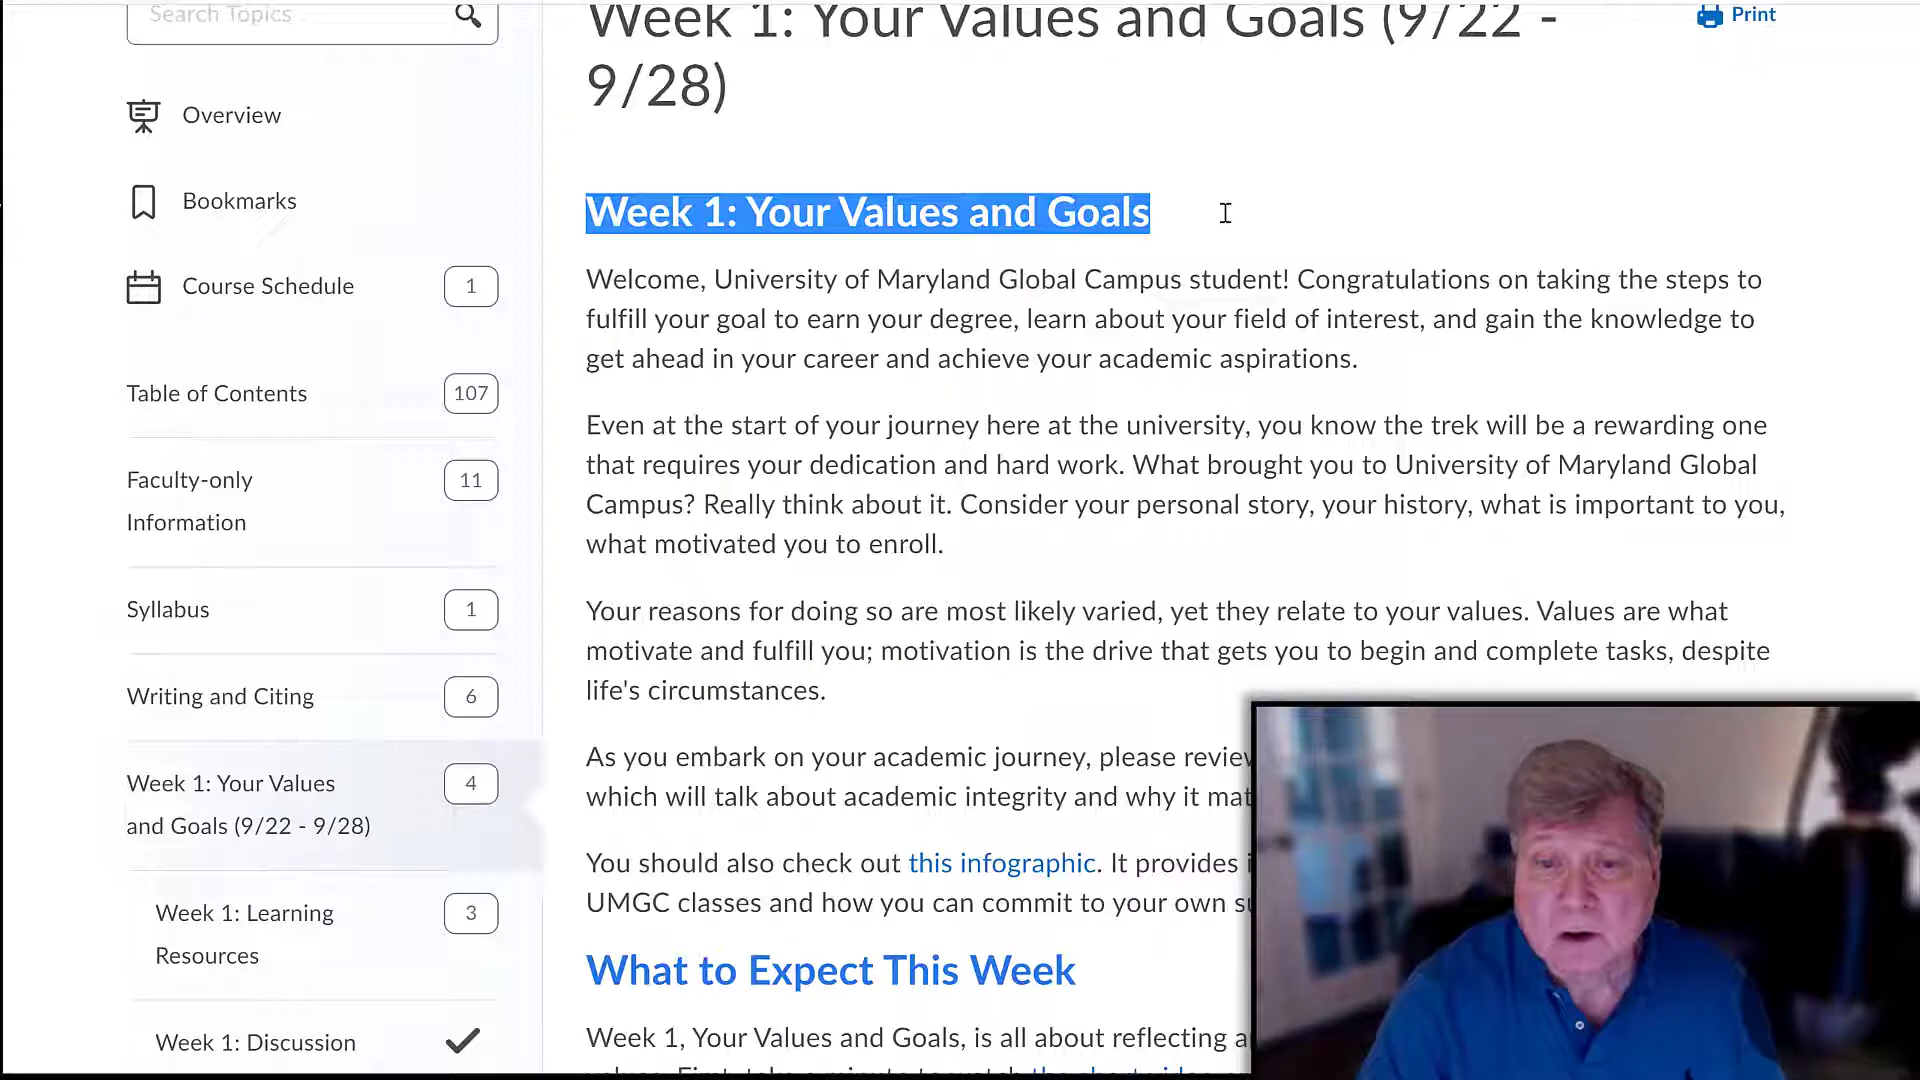 Search Topics
Overview
Bookmarks
Course Schedule
1
Table of Contents
107
Faculty-only
Information
11
Syllabus
1
Writing and Citing
6
Week 1: Your Values
and Goals (9/22 - 9/28)
4
Week 1: Learning
Resources
3
Week 1: Discussion
Week 1: Your Values and Goals (9/22 -
9/28)
Print
Week 1: Your Values and Goals
Welcome, University of Maryland Global Campus student! Congratulations on taking the steps to
fulfill your goal to earn your degree, learn about your field of interest, and gain the knowledge to
get ahead in your career and achieve your academic aspirations.
Even at the start of your journey here at the university, you know the trek will be a rewarding one
that requires your dedication and hard work. What brought you to University of Maryland Global
Campus? Really think about it. Consider your personal story, your history, what is important to you,
what motivated you to enroll.
Your reasons for doing so are most likely varied, yet they relate to your values. Values are what
motivate and fulfill you; motivation is the drive that gets you to begin and complete tasks, despite
life's circumstances.
As you embark on your academic journey, please review
which will talk about academic integrity and why it mat
You should also check out this infographic. It provides i
UMGC classes and how you can commit to your own su
What to Expect This Week
Week 1, Your Values and Goals, is all about reflecting a